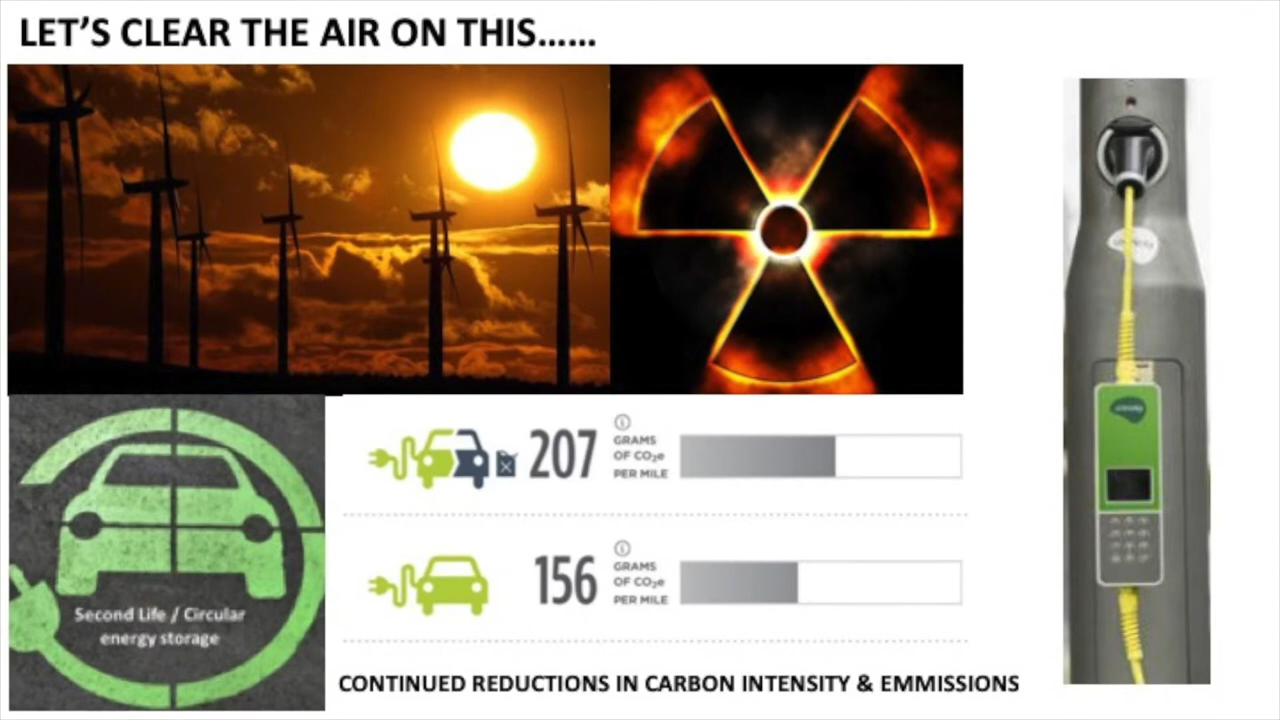 LET'S CLEAR THE AIR ON THIS......
207
GRAMS
OF CO₂e
PER MILE
156
GRAMS
OF CO₂e
PER MILE
Second Life / Circular
energy storage
CONTINUED REDUCTIONS IN CARBON INTENSITY & EMMISSIONS